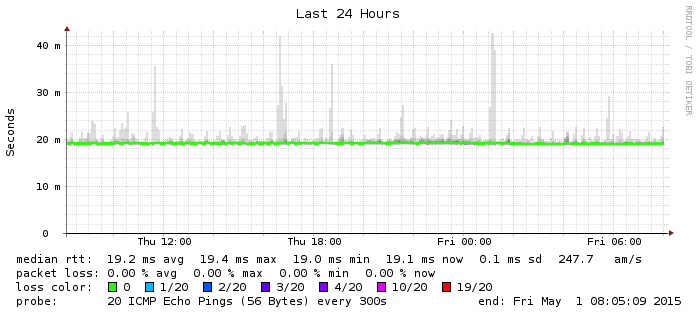 Last 24 Hours
RRDTOOL / TOBI OETIKER
Seconds
40 m
30 m
20 m
10 m
0
Thu 12:00 Thu 18:00 Fri 00:00 Fri 06:00
median rtt: 19.2 ms avg 19.4 ms max 19.0 ms min 19.1 ms now 0.1 ms sd 247.7 am/s
packet loss: 0.00 % avg 0.00 % max 0.00 % min 0.00 % now
loss color: 0 1/20 2/20 3/20 4/20 10/20 19/20
probe: 20 ICMP Echo Pings (56 Bytes) every 300s end: Fri May 1 08:05:09 2015